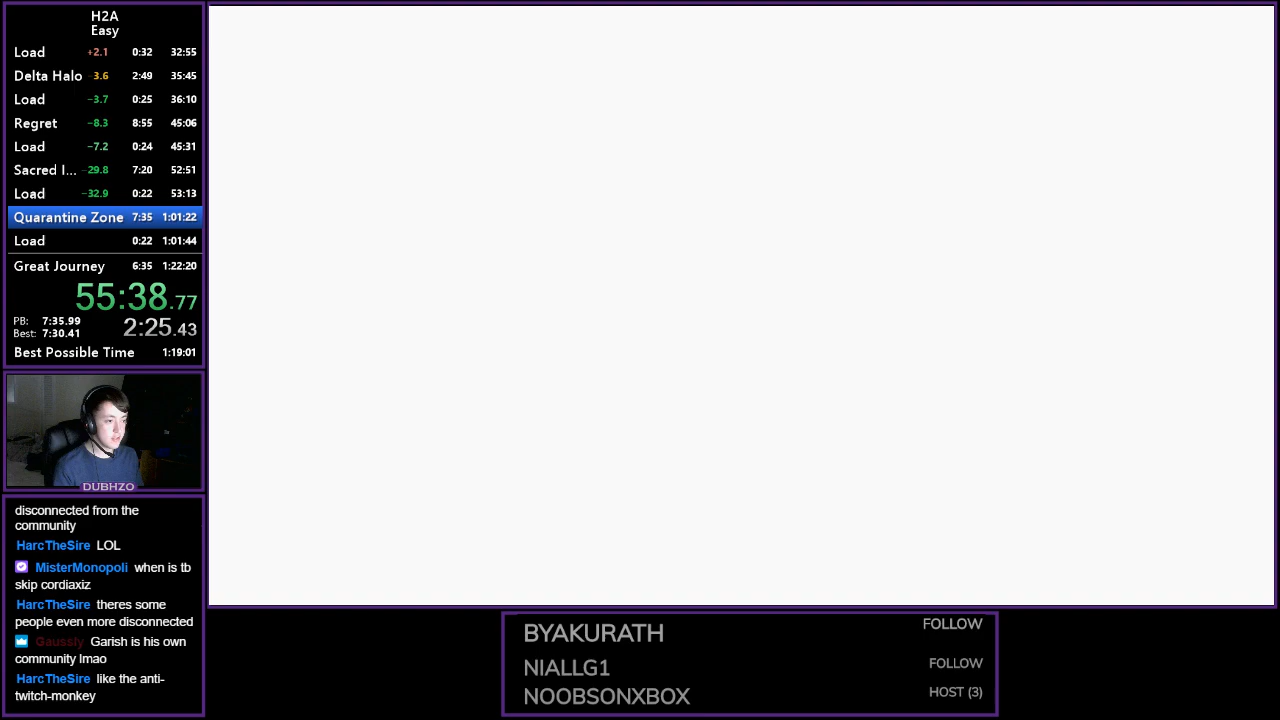 H2A
Easy
Load +2.1 0:32 32:55
Delta Halo -3.6 2:49 35:45
Load -3.7 0:25 36:10
Regret -8.3 8:55 45:06
Load -7.2 0:24 45:31
Sacred I... -29.8 7:20 52:51
Load -32.9 0:22 53:13
Quarantine Zone 7:35 1:01:22
Load 0:22 1:01:44
Great Journey 6:35 1:22:20
55:38.77
PB: 7:35.99
Best: 7:30.41
2:25.43
Best Possible Time 1:19:01
DUBHZO
disconnected from the
community
HarcTheSire LOL
MisterMonopoli when is tb
skip cordiaxiz
HarcTheSire theres some
people even more disconnected
Gaussly Garish is his own
community lmao
HarcTheSire like the anti-
twitch-monkey
BYAKURATH FOLLOW
NIALLG1 FOLLOW
NOOBSONXBOX HOST (3)